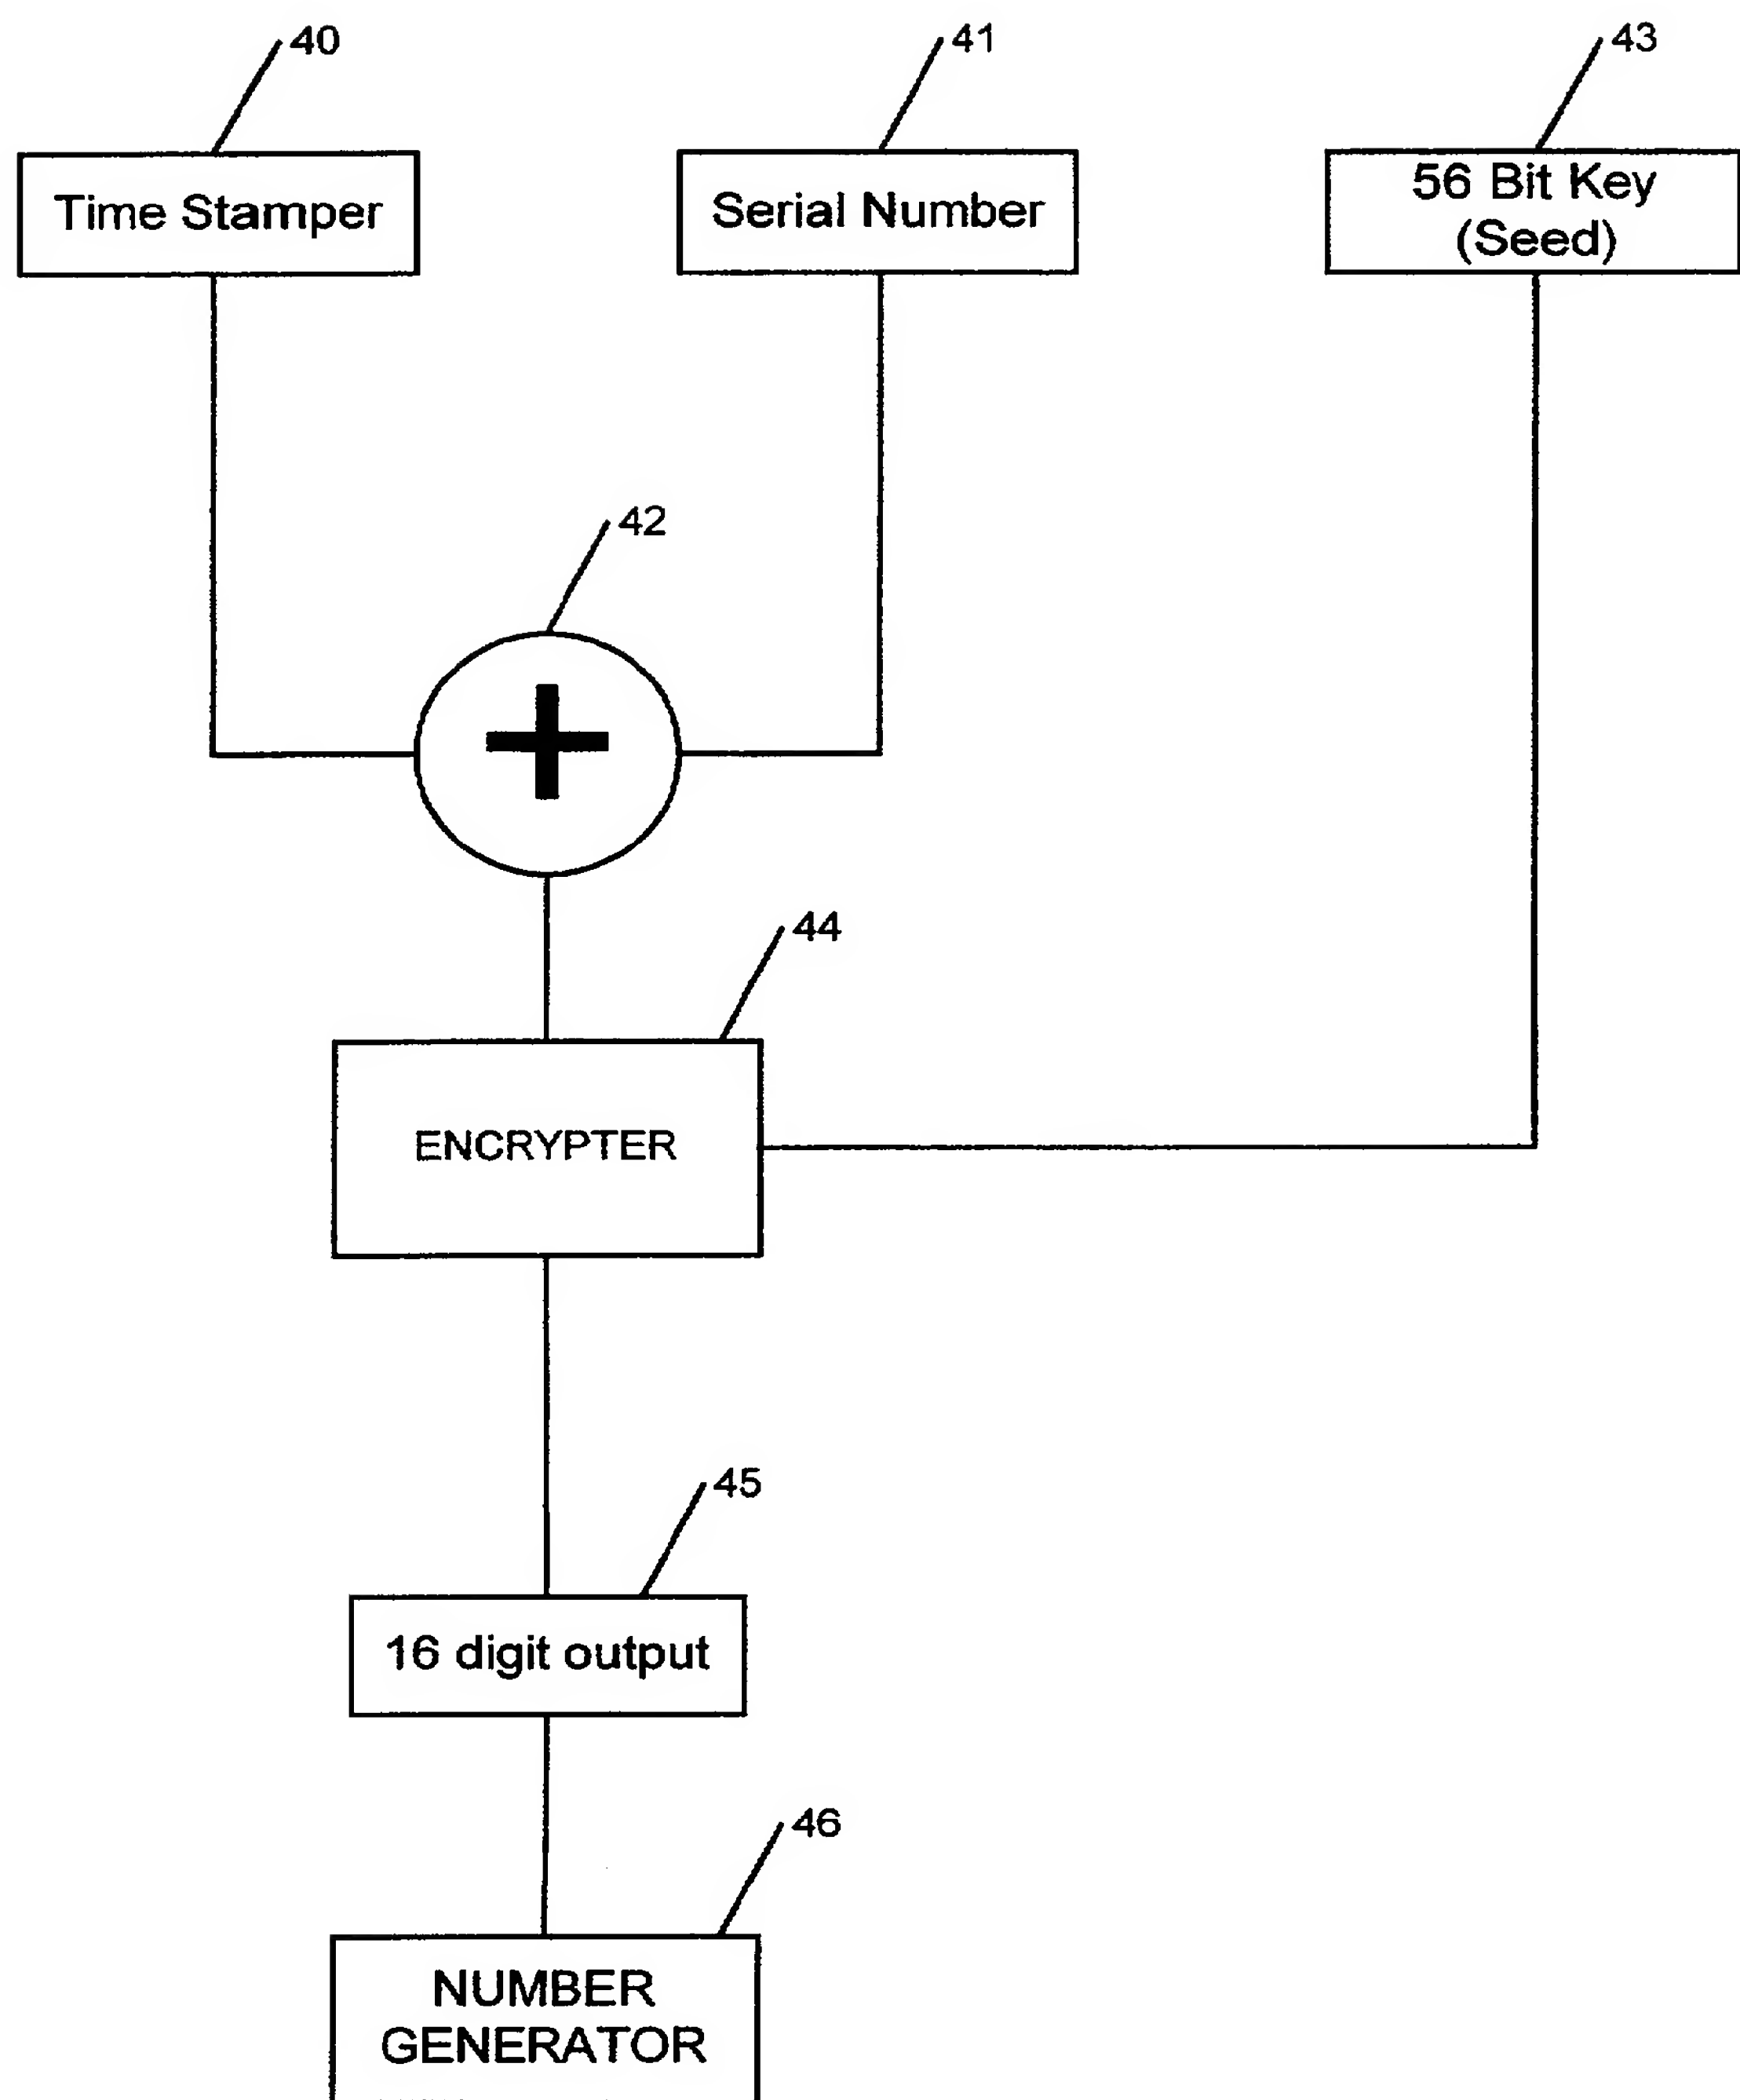 40
41
43
Time Stamper
Serial Number
56 Bit Key
(Seed)
42
+
44
ENCRYPTER
45
16 digit output
46
NUMBER
GENERATOR